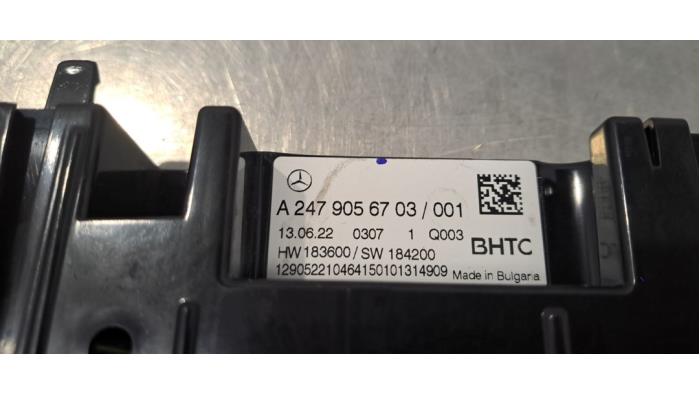 A 247 905 67 03 / 001
13.06.22 0307 1 Q003
HW 183600 / SW 184200
BHTC
129052210464150101314909 Made in Bulgaria